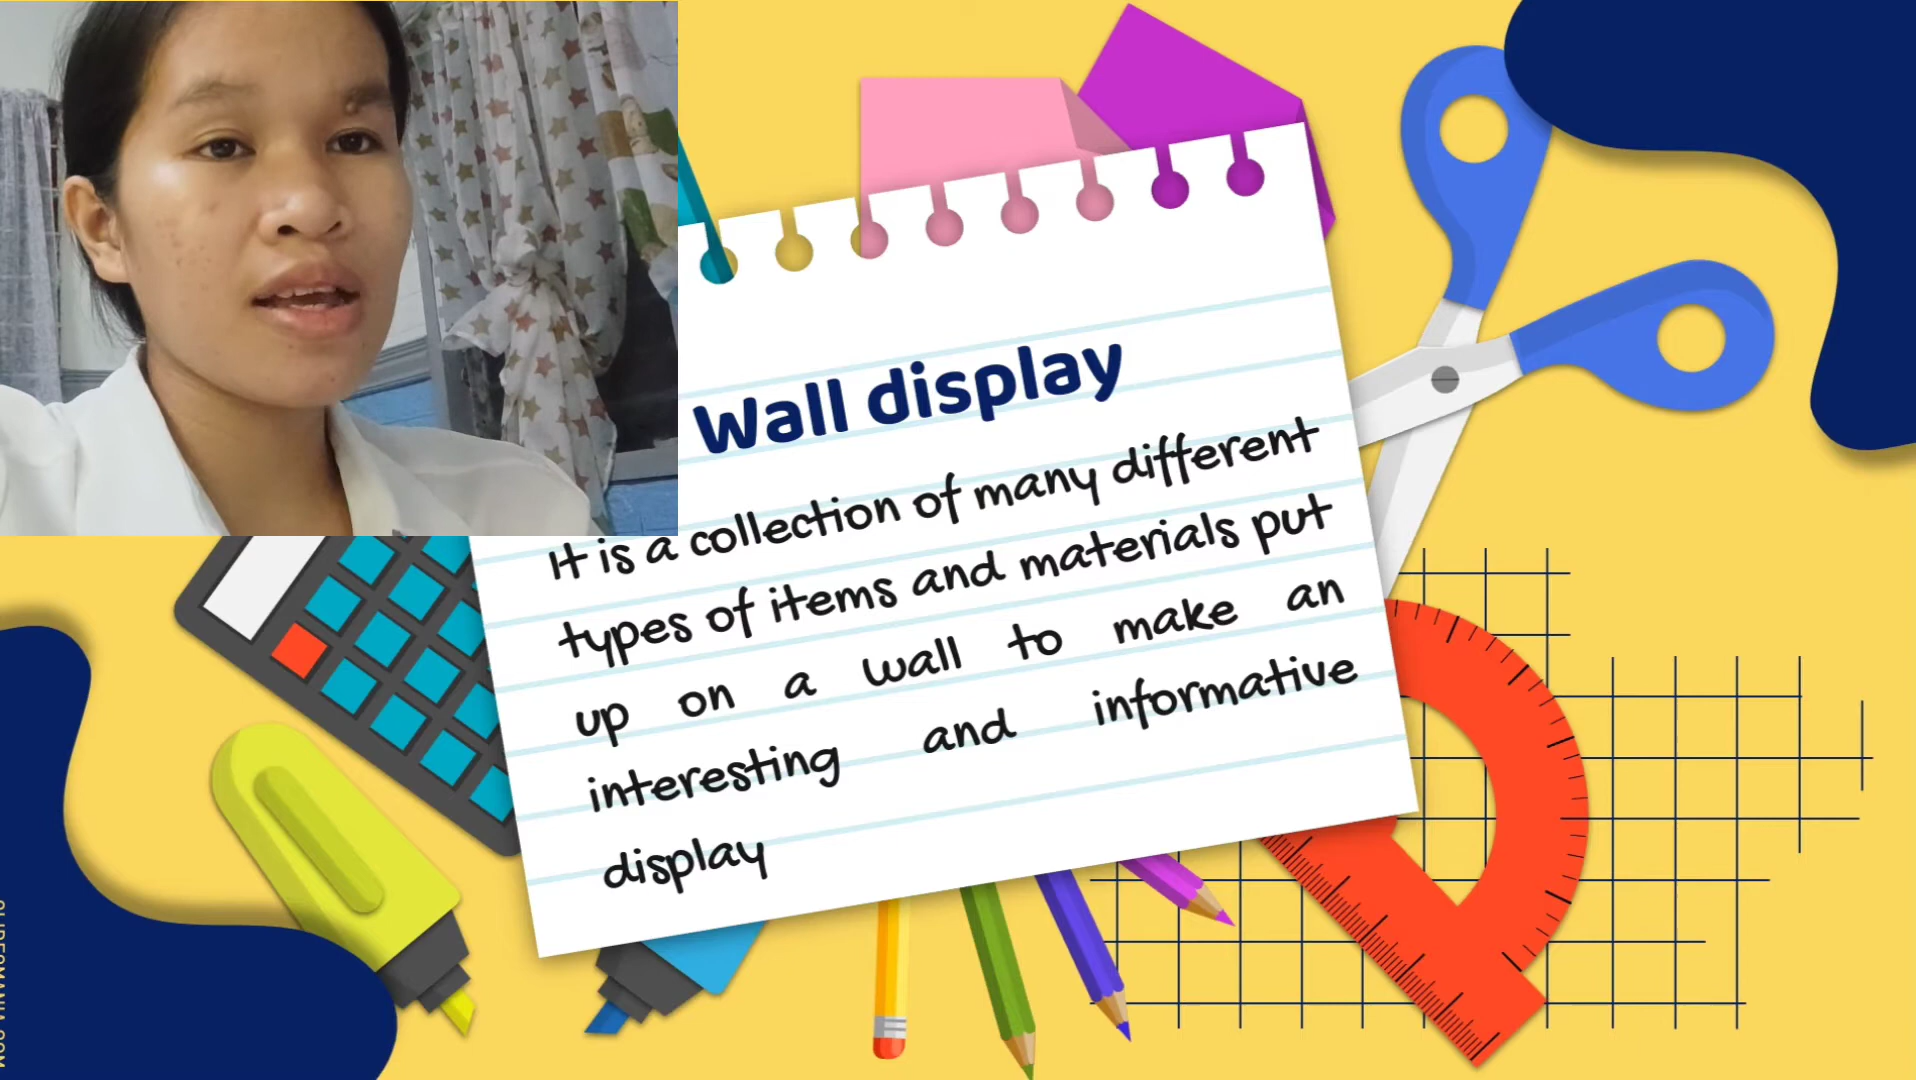 Wall display
It is a collection of many different
types of items and materials put
up on a wall to make an
interesting and informative
display